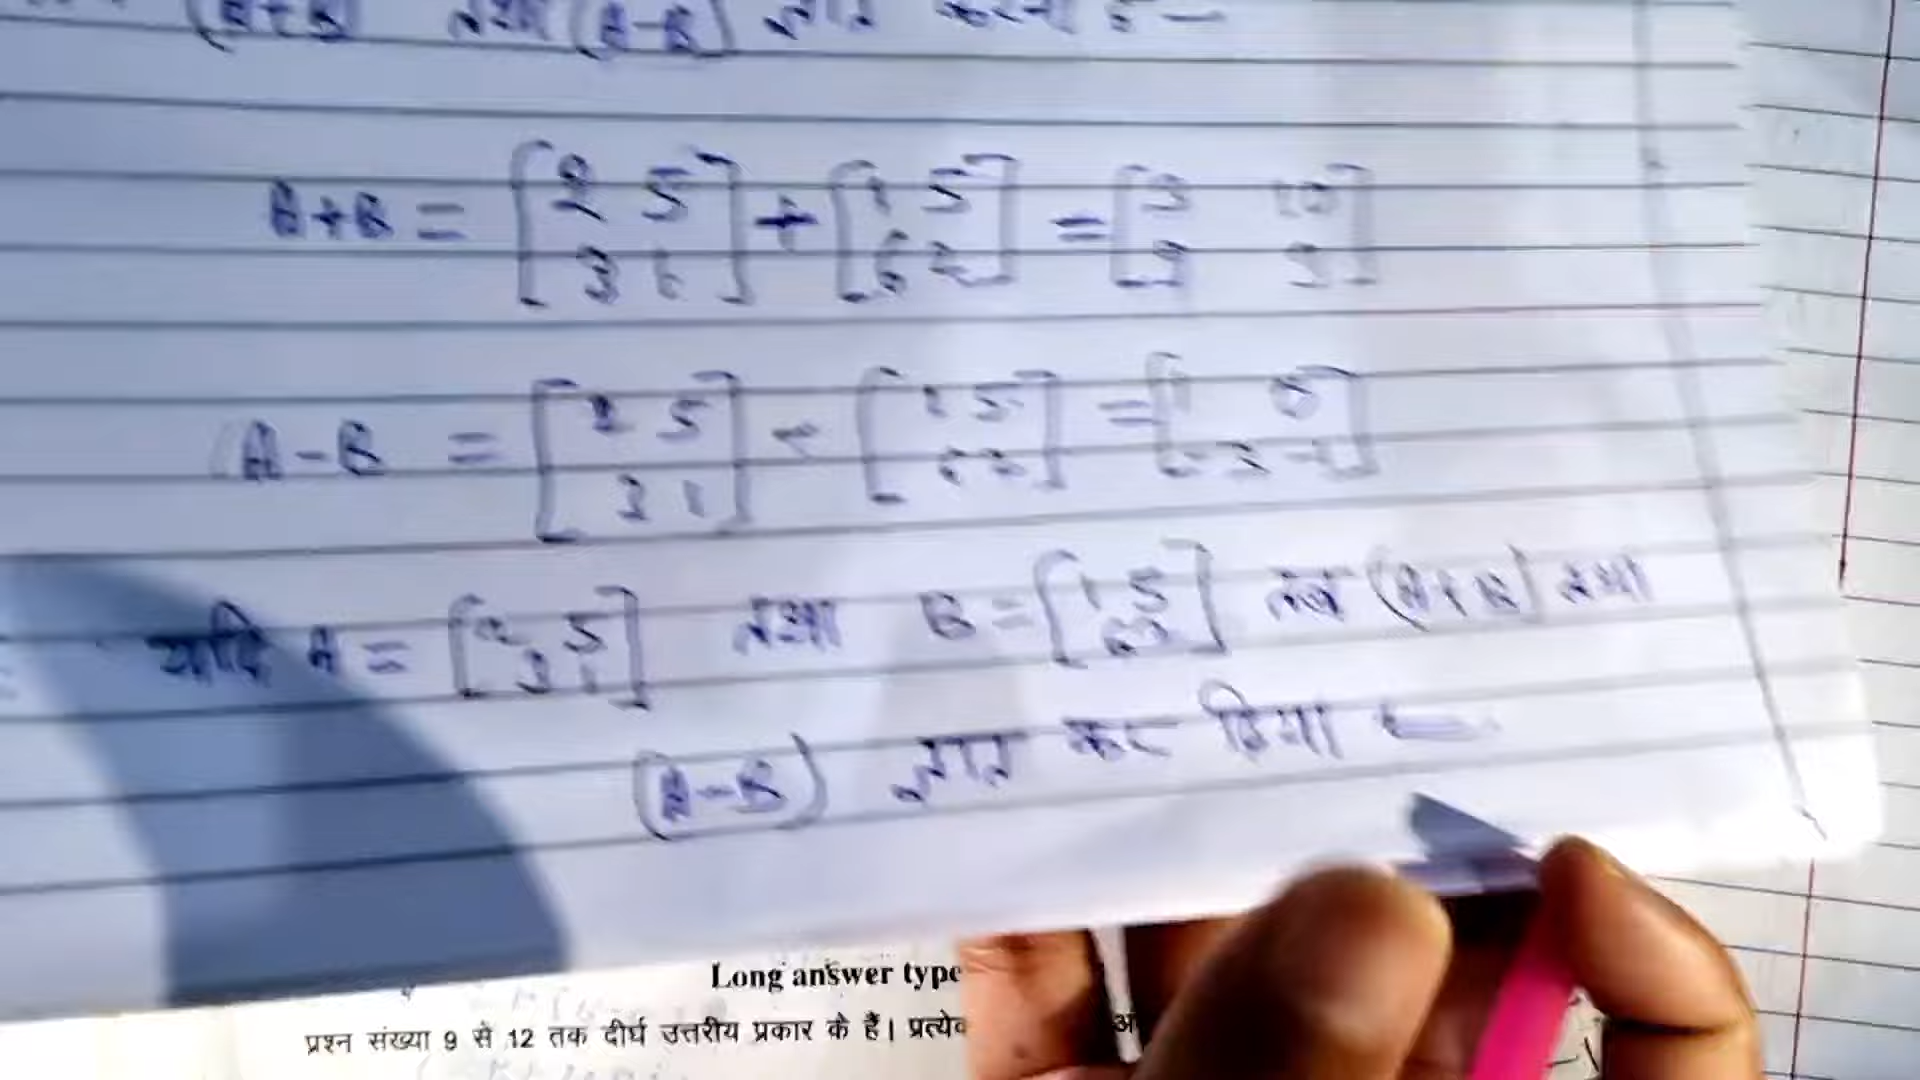 (A+B) तथा (A-B) ज्ञात करना है —
A+B = [2 5 3 1] + [1 5 6 2] = [3 10 9 3]
A-B = [2 5 3 1] - [1 5 6 2] = [1 0 -3 -1]
यदि A = [2 5 3 1] तथा B = [1 5 6 2] तब (A+B) तथा
(A-B) ज्ञात कर दिया
Long answer type
प्रश्न संख्या 9 से 12 तक दीर्घ उत्तरीय प्रकार के हैं।